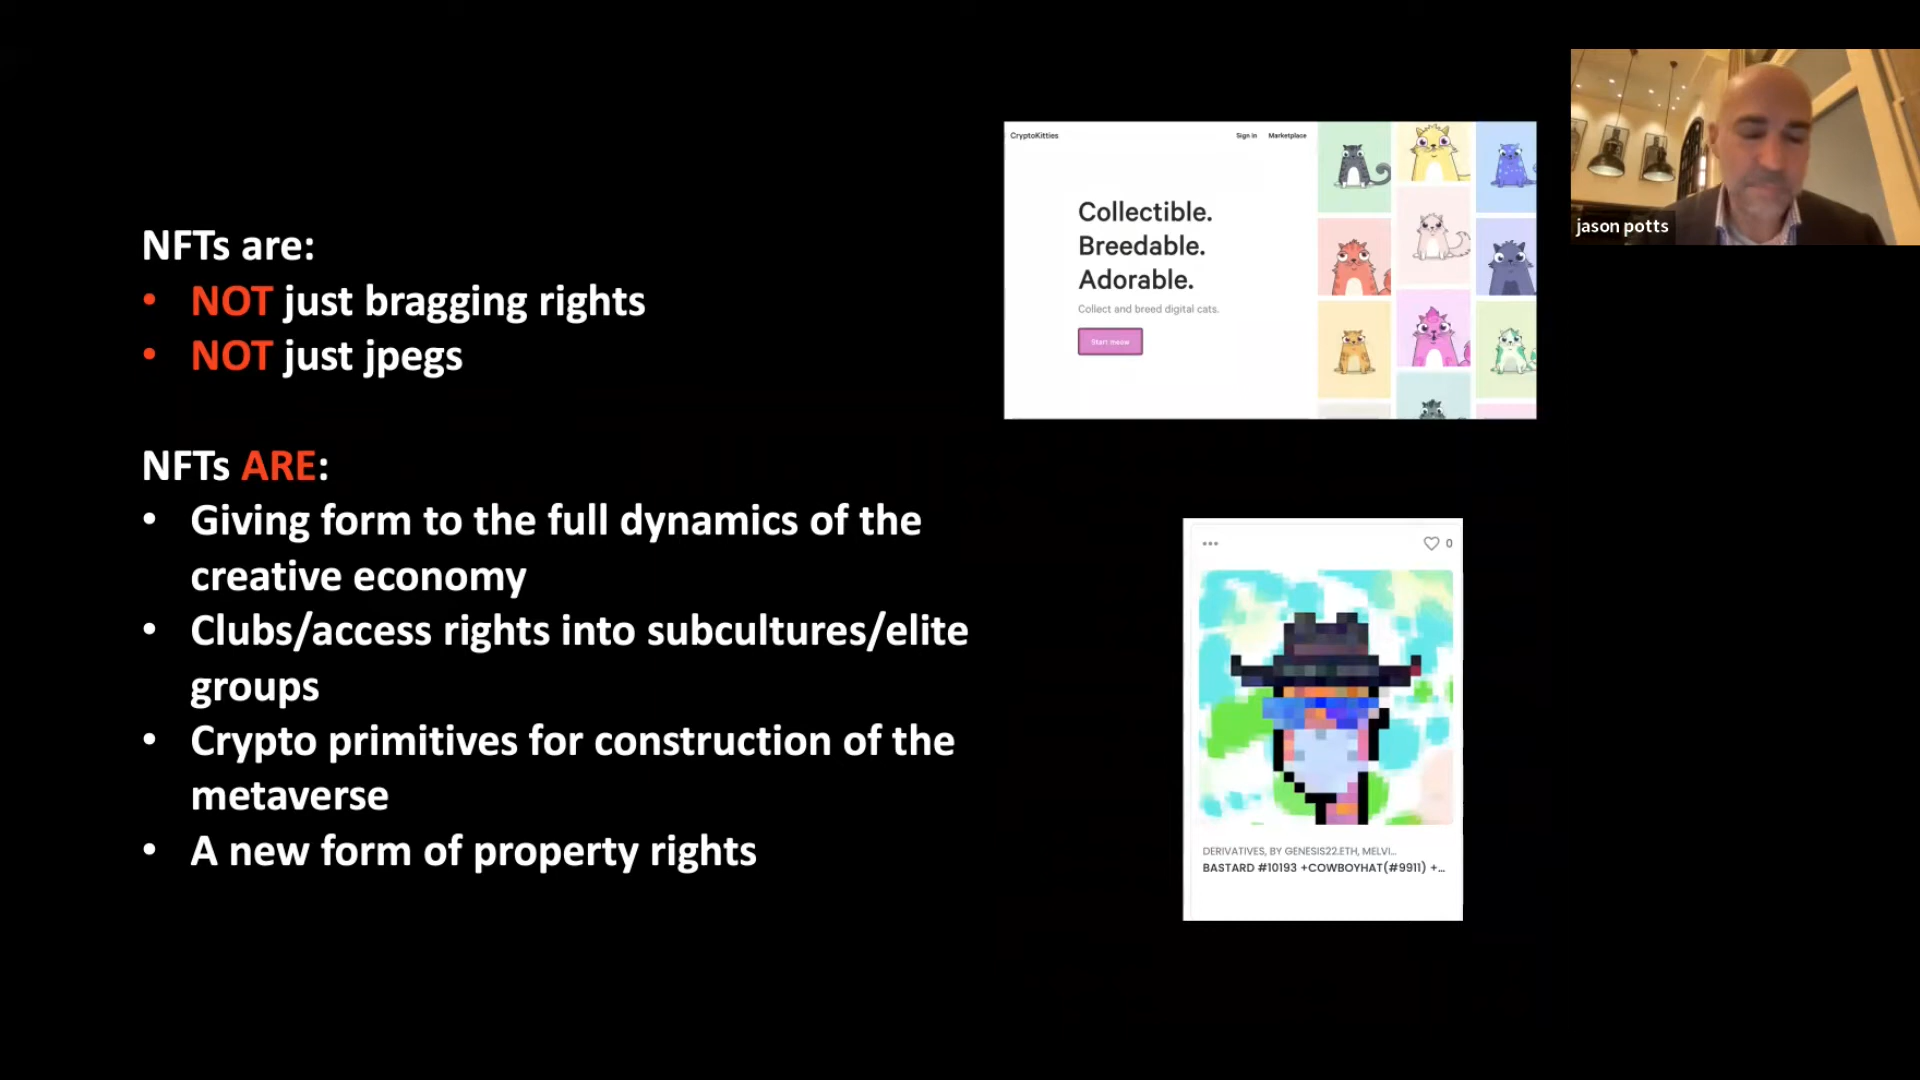 NFTs are:
• NOT just bragging rights
• NOT just jpegs
NFTs ARE:
• Giving form to the full dynamics of the
creative economy
• Clubs/access rights into subcultures/elite
groups
• Crypto primitives for construction of the
metaverse
• A new form of property rights
CryptoKitties
Sign in Marketplace
Collectible.
Breedable.
Adorable.
Collect and breed digital cats.
Start meow
... 0
DERIVATIVES, BY GENESIS22.ETH, MELVI...
BASTARD #10193 +COWBOYHAT(#9911) +...
jason potts